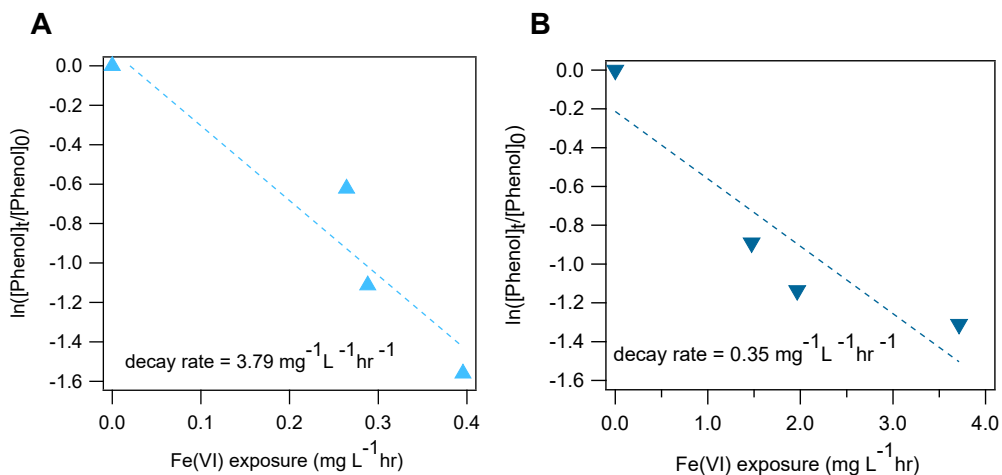 A
ln([Phenol]t/[Phenol]0)
0.0
-0.2
-0.4
-0.6
-0.8
-1.0
-1.2
-1.4
-1.6
decay rate = 3.79 mg-1L-1hr-1
0.0 0.1 0.2 0.3 0.4
Fe(VI) exposure (mg L-1hr)
B
ln([Phenol]t/[Phenol]0)
0.0
-0.2
-0.4
-0.6
-0.8
-1.0
-1.2
-1.4
-1.6
decay rate = 0.35 mg-1L-1hr-1
0.0 1.0 2.0 3.0 4.0
Fe(VI) exposure (mg L-1hr)